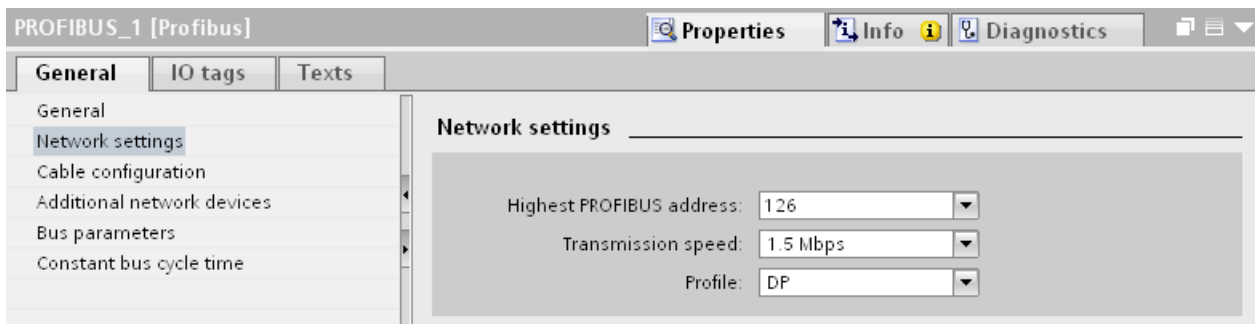 PROFIBUS_1 [Profibus]
Properties
Info
Diagnostics
General
IO tags
Texts
General
Network settings
Cable configuration
Additional network devices
Bus parameters
Constant bus cycle time
Network settings
Highest PROFIBUS address: 126
Transmission speed: 1.5 Mbps
Profile: DP